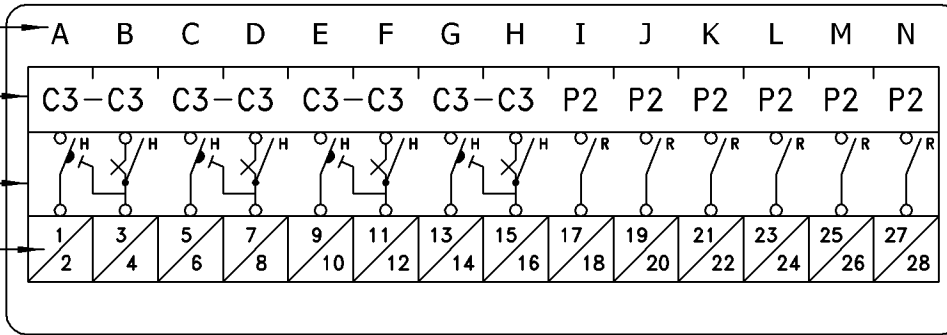 A B C D E F G H I J K L M N
C3-C3 C3-C3 C3-C3 C3-C3 P2 P2 P2 P2 P2 P2
H H H H H H H H R R R R R R
1 3 5 7 9 11 13 15 17 19 21 23 25 27
2 4 6 8 10 12 14 16 18 20 22 24 26 28